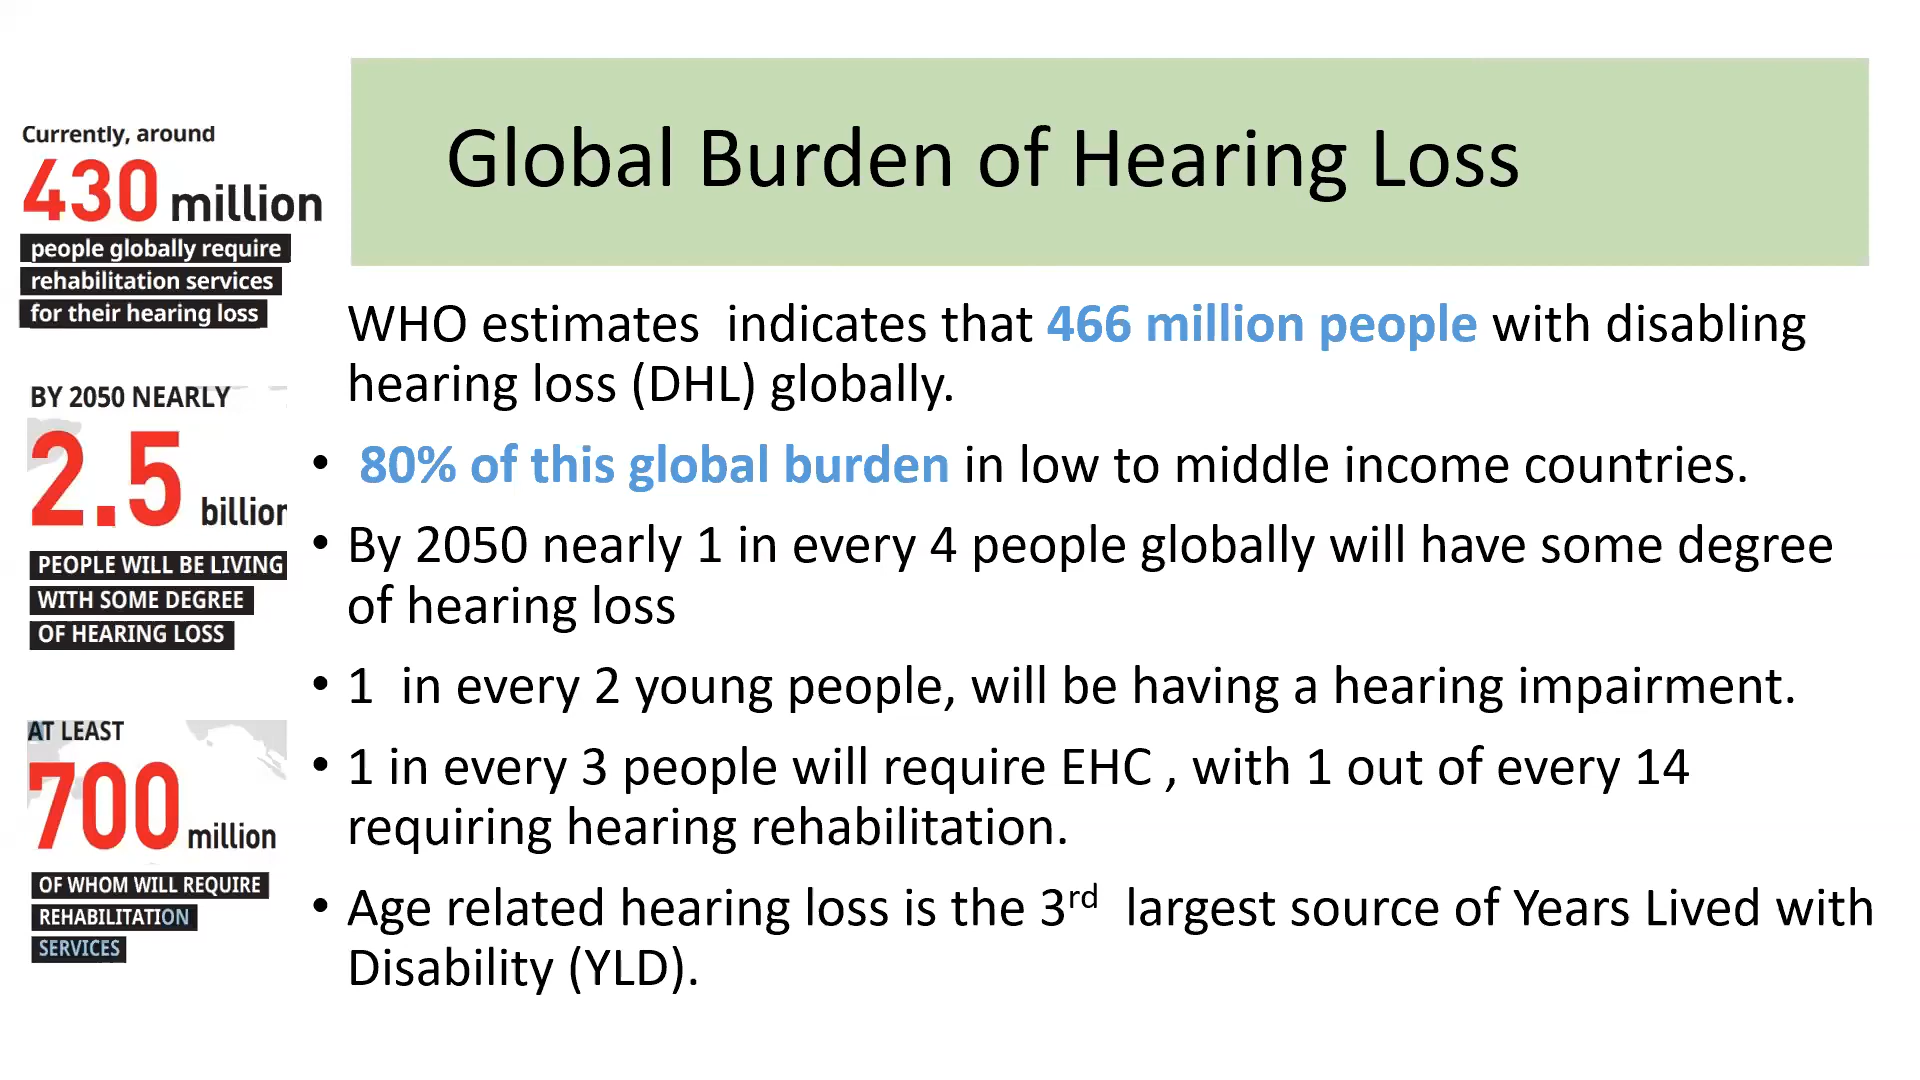 Global Burden of Hearing Loss
Currently, around
430 million
people globally require
rehabilitation services
for their hearing loss
BY 2050 NEARLY
2.5 billion
PEOPLE WILL BE LIVING
WITH SOME DEGREE
OF HEARING LOSS
AT LEAST
700 million
OF WHOM WILL REQUIRE
REHABILITATION
SERVICES
WHO estimates  indicates that 466 million people with disabling
hearing loss (DHL) globally.
• 80% of this global burden in low to middle income countries.
• By 2050 nearly 1 in every 4 people globally will have some degree
of hearing loss
• 1  in every 2 young people, will be having a hearing impairment.
• 1 in every 3 people will require EHC , with 1 out of every 14
requiring hearing rehabilitation.
• Age related hearing loss is the 3rd  largest source of Years Lived with
Disability (YLD).